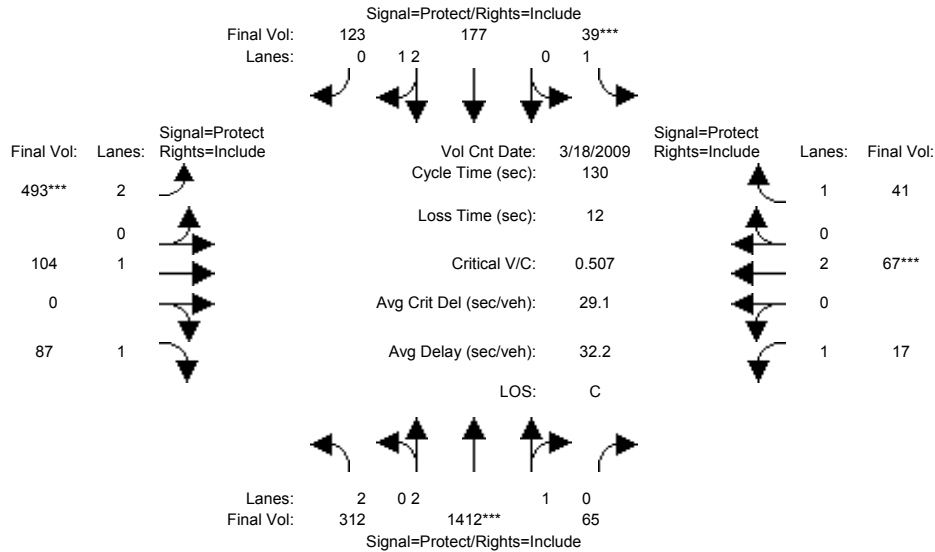 Signal=Protect/Rights=Include
Final Vol: 123 177 39***
Lanes: 0 1 2 0 1
Signal=Protect
Final Vol: Lanes: Rights=Include
Vol Cnt Date: 3/18/2009
Signal=Protect
Rights=Include Lanes: Final Vol:
Cycle Time (sec): 130
493*** 2
1 41
Loss Time (sec): 12
0
0
104 1
Critical V/C: 0.507
2 67***
0 0
Avg Crit Del (sec/veh): 29.1
0
87 1
Avg Delay (sec/veh): 32.2
1 17
LOS: C
Lanes: 2 0 2 1 0
Final Vol: 312 1412*** 65
Signal=Protect/Rights=Include